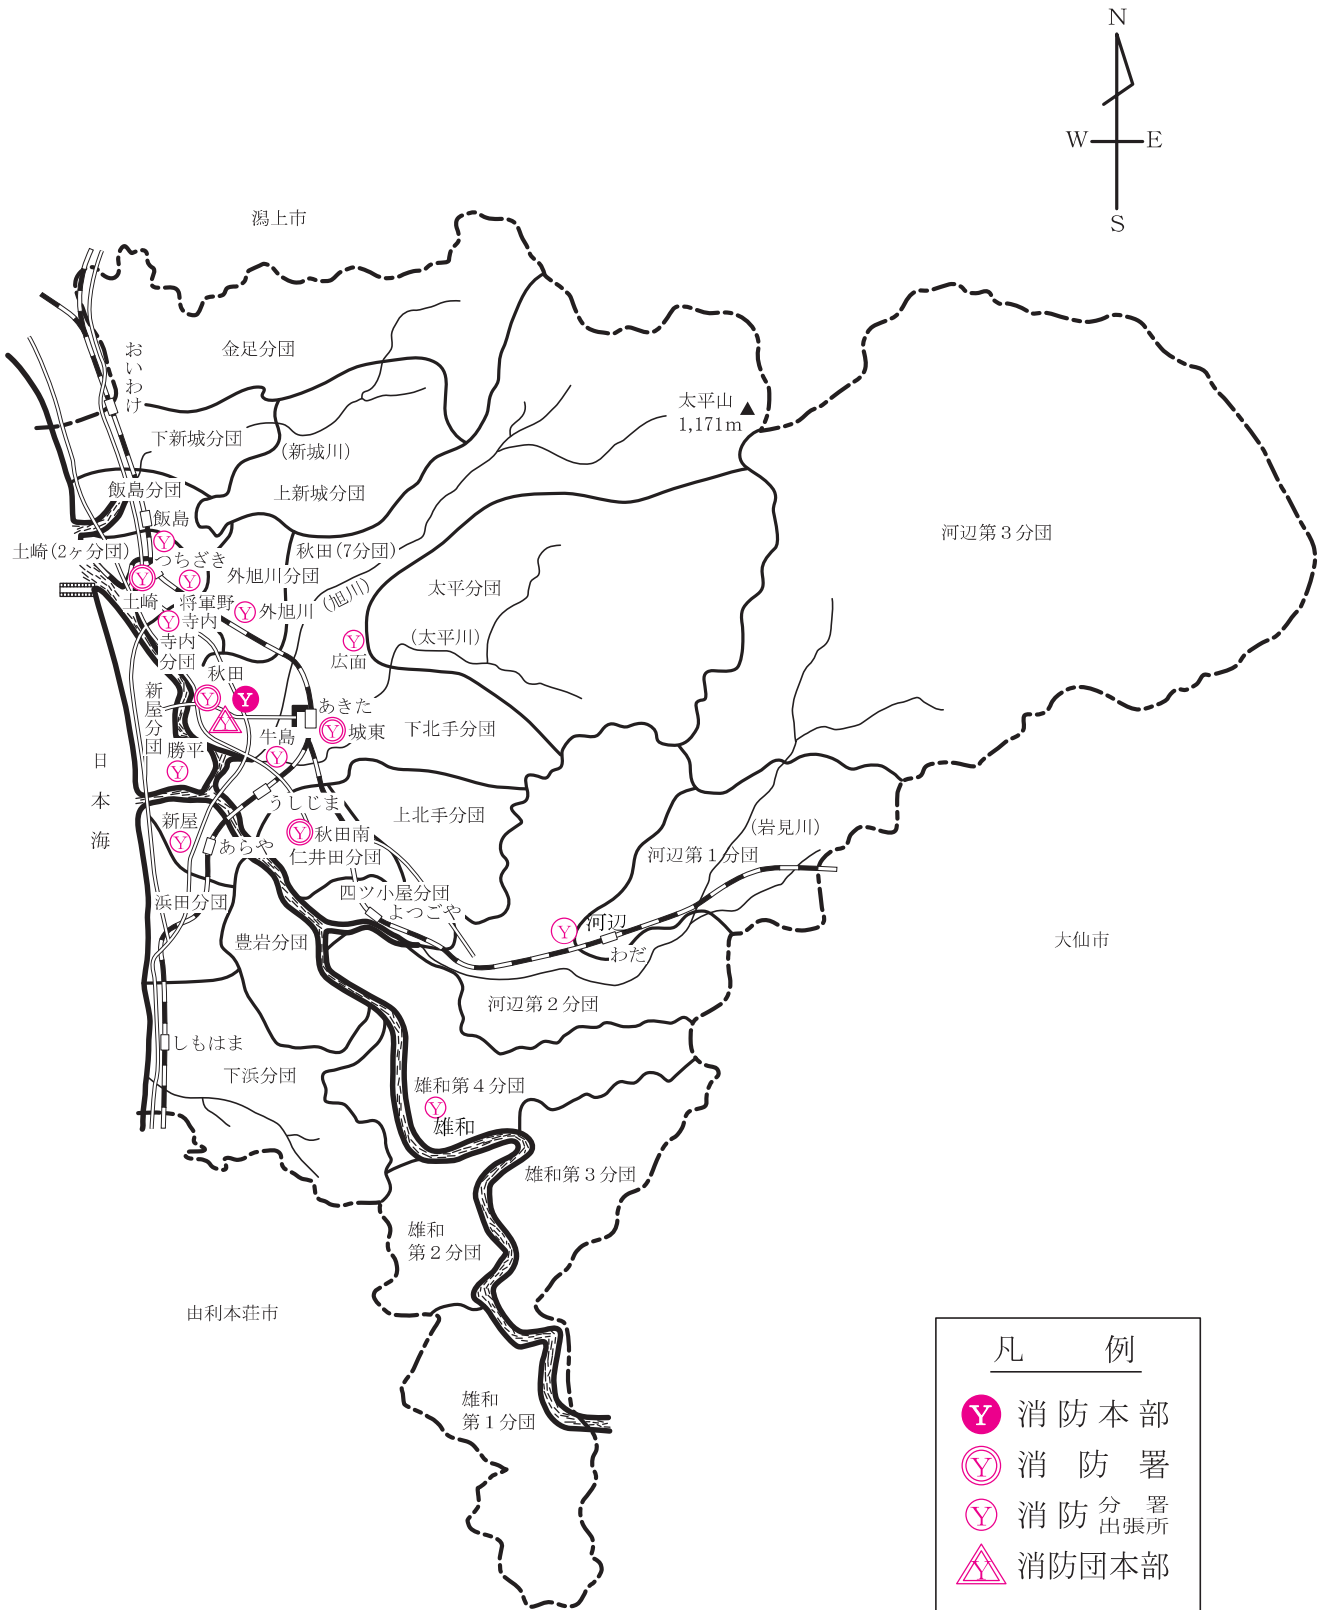 N
W E
S
潟上市
金足分団
おいわけ
太平山
1,171m
下新城分団
(新城川)
飯島分団
上新城分団
飯島
河辺第3分団
土崎(2ヶ分団)
秋田(7分団)
つちざき
外旭川分団
太平分団
(旭川)
土崎
将軍野
外旭川
寺内
寺内
分団
(太平川)
広面
秋田
新屋分団
あきた
城東
下北手分団
牛島
勝平
日本海
うしじま
上北手分団
新屋
秋田南
(岩見川)
あらや
仁井田分団
河辺第1分団
四ツ小屋分団
浜田分団
よつごや
河辺
豊岩分団
わだ
大仙市
河辺第2分団
しもはま
下浜分団
雄和第4分団
雄和
雄和第3分団
雄和
第2分団
由利本荘市
雄和
第1分団
凡 例
Y 消防本部
Y 消防署
Y 消防 分署
出張所
Y 消防団本部